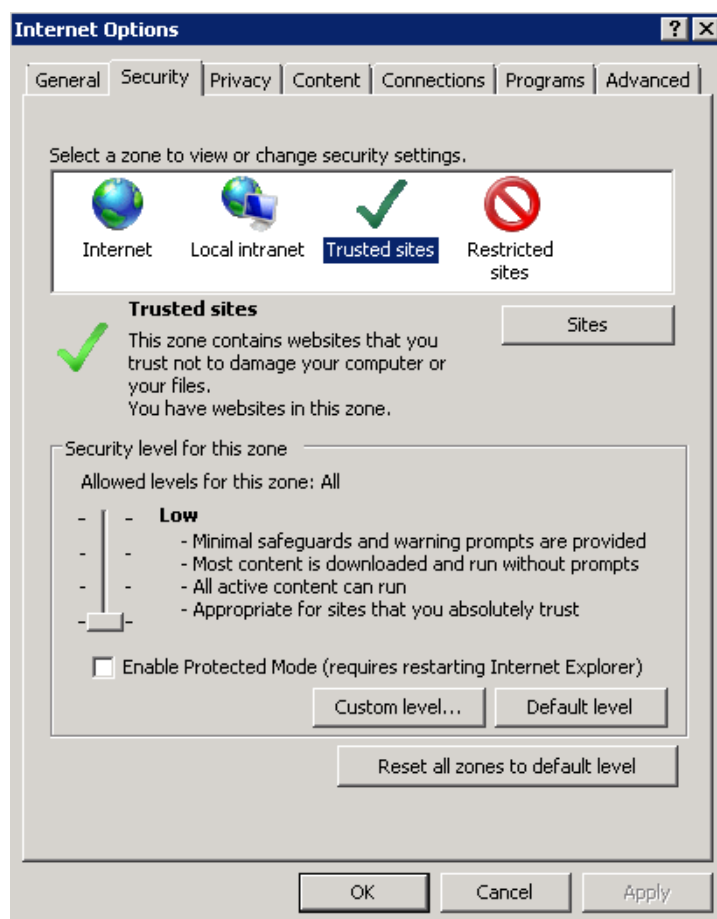 Internet Options
General Security Privacy Content Connections Programs Advanced
Select a zone to view or change security settings.
Internet Local intranet Trusted sites Restricted
sites
Trusted sites
Sites
This zone contains websites that you
trust not to damage your computer or
your files.
You have websites in this zone.
Security level for this zone
Allowed levels for this zone: All
Low
- Minimal safeguards and warning prompts are provided
- Most content is downloaded and run without prompts
- All active content can run
- Appropriate for sites that you absolutely trust
Enable Protected Mode (requires restarting Internet Explorer)
Custom level... Default level
Reset all zones to default level
OK Cancel Apply